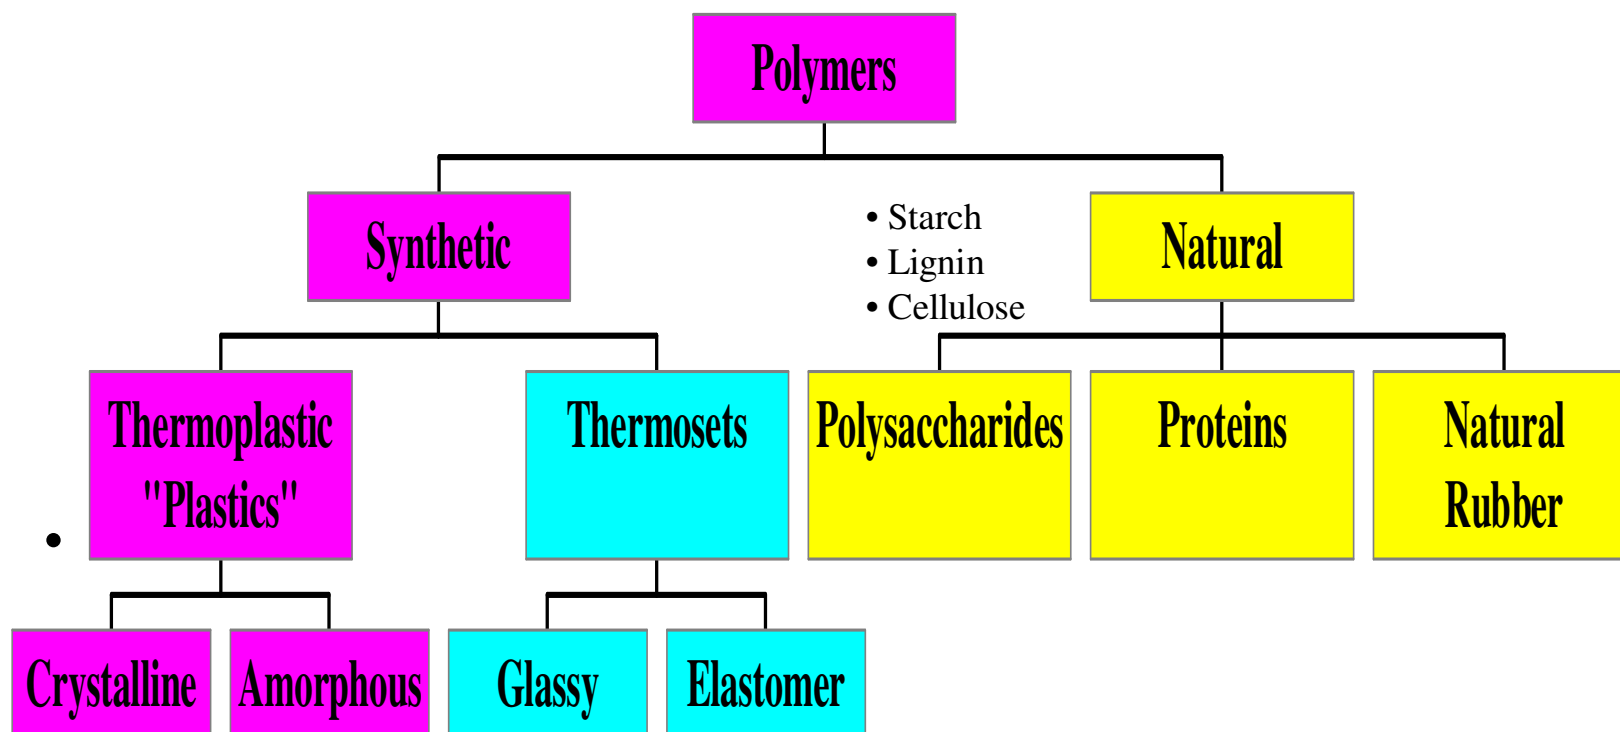 Polymers
Synthetic
• Starch
• Lignin
• Cellulose
Natural
Thermoplastic
"Plastics"
Thermosets
Polysaccharides
Proteins
Natural
Rubber
•
Crystalline
Amorphous
Glassy
Elastomer